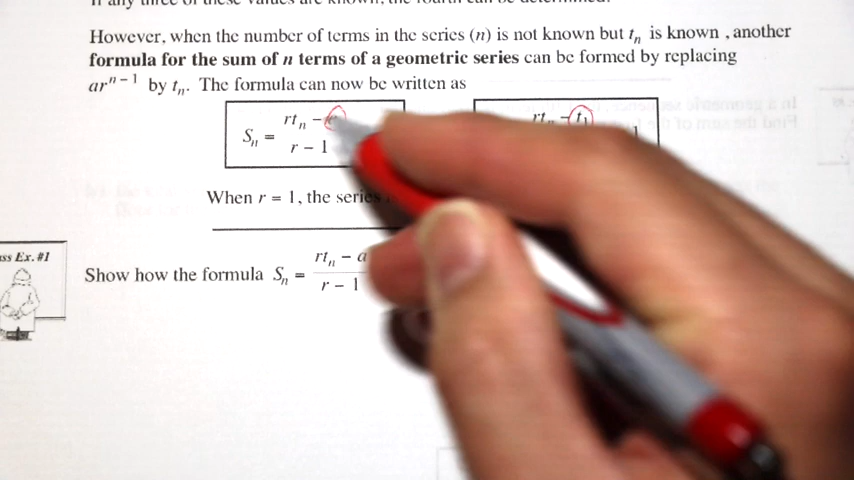 However, when the number of terms in the series (n) is not known but tₙ is known , another
formula for the sum of n terms of a geometric series can be formed by replacing
arⁿ⁻¹ by tₙ. The formula can now be written as
Sₙ = (rtₙ −) / (r − 1) rtₙ − t₁
When r = 1, the series
ss Ex. #1
Show how the formula Sₙ = (rtₙ − a) / (r − 1)